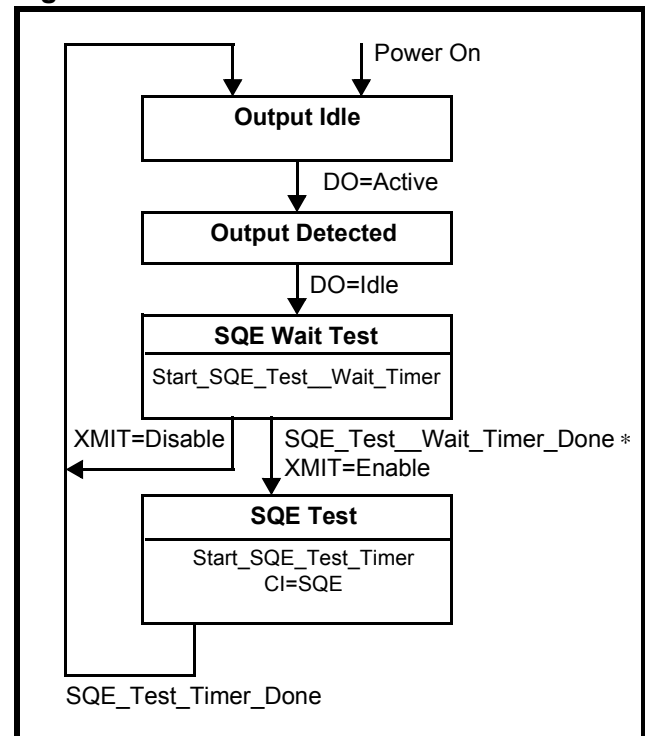 Power On
Output Idle
DO=Active
Output Detected
DO=Idle
SQE Wait Test
Start_SQE_Test__Wait_Timer
XMIT=Disable
SQE_Test__Wait_Timer_Done *
XMIT=Enable
SQE Test
Start_SQE_Test_Timer
CI=SQE
SQE_Test_Timer_Done